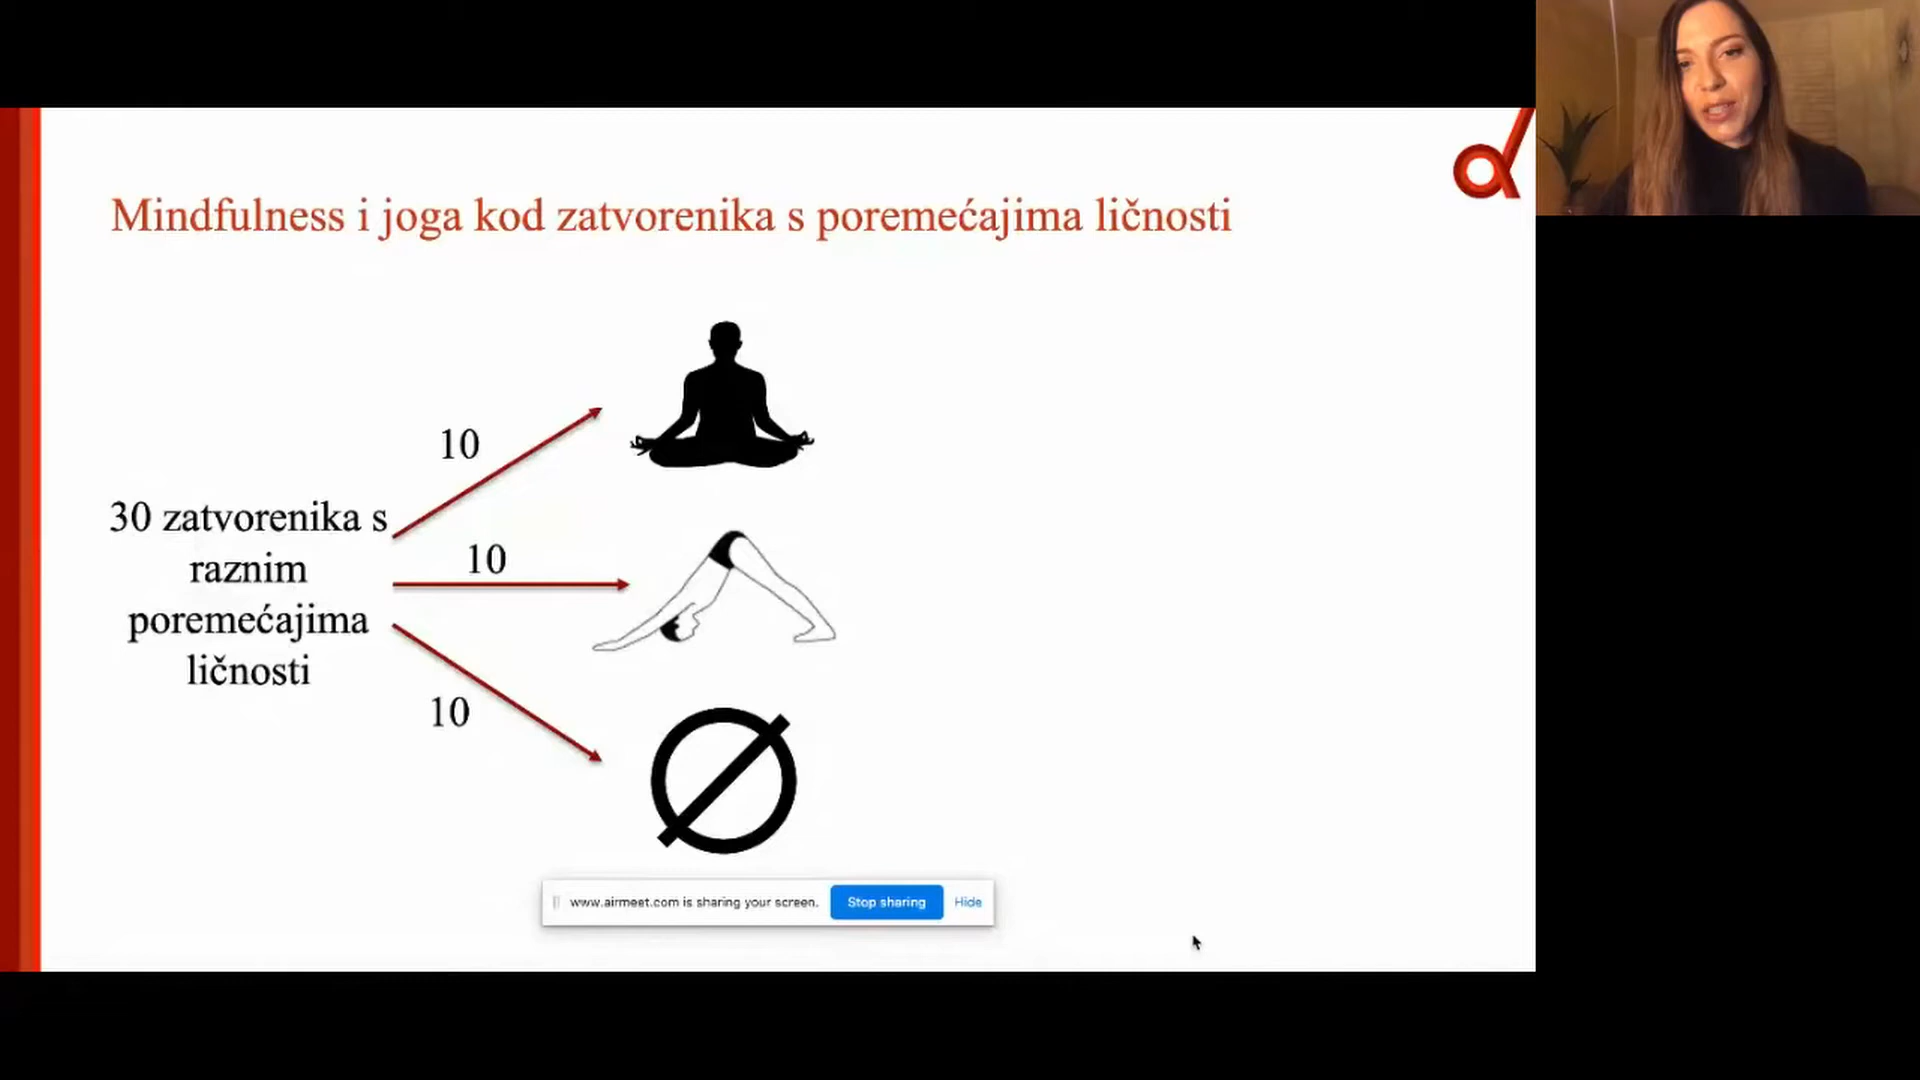 Mindfulness i joga kod zatvorenika s poremećajima ličnosti
10
30 zatvorenika s
raznim
poremećajima
ličnosti
10
10
www.airmeet.com is sharing your screen.
Stop sharing
Hide